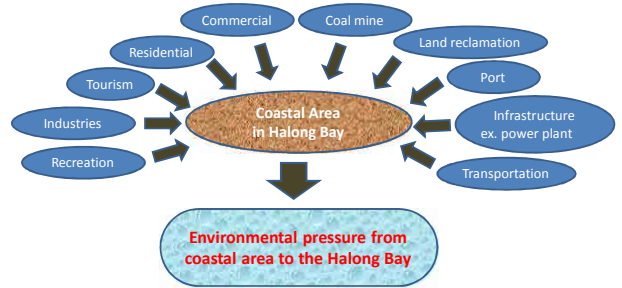 Commercial
Coal mine
Residential
Land reclamation
Tourism
Port
Coastal Area
in Halong Bay
Industries
Infrastructure
ex. power plant
Recreation
Transportation
Environmental pressure from
coastal area to the Halong Bay